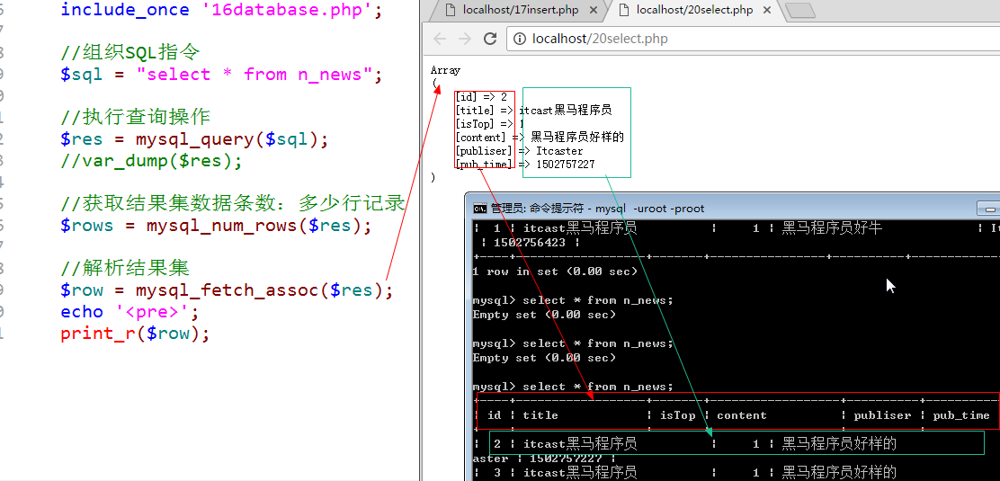 include_once '16database.php';
//组织SQL指令
$sql = "select * from n_news";
//执行查询操作
$res = mysql_query($sql);
//var_dump($res);
//获取结果集数据条数：多少行记录
$rows = mysql_num_rows($res);
//解析结果集
$row = mysql_fetch_assoc($res);
echo '<pre>';
print_r($row);
localhost/17insert.php
localhost/20select.php
localhost/20select.php
Array
(
[id] => 2
[title] => itcast黑马程序员
[isTop] => 1
[content] => 黑马程序员好样的
[publiser] => Itcaster
[pub_time] => 1502757227
)
管理员: 命令提示符 - mysql -uroot -proot
| 1 | itcast黑马程序员 | 1 | 黑马程序员好牛 | It
| 1502756423 |
1 row in set (0.00 sec)
mysql> select * from n_news;
Empty set (0.00 sec)
mysql> select * from n_news;
Empty set (0.00 sec)
mysql> select * from n_news;
| id | title | isTop | content | publiser | pub_time
| 2 | itcast黑马程序员 | 1 | 黑马程序员好样的
aster | 1502757227 |
| 3 | itcast黑马程序员 | 1 | 黑马程序员好样的